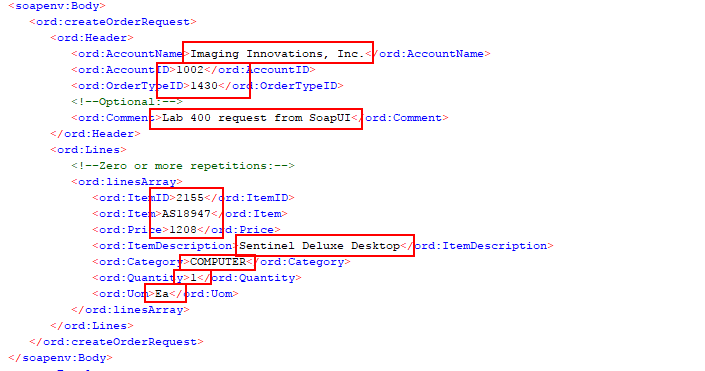 <soapenv:Body>
<ord:createOrderRequest>
<ord:Header>
<ord:AccountName>Imaging Innovations, Inc.</ord:AccountName>
<ord:AccountID>1002</ord:AccountID>
<ord:OrderTypeID>1430</ord:OrderTypeID>
<!--Optional:-->
<ord:Comment>Lab 400 request from SoapUI</ord:Comment>
</ord:Header>
<ord:Lines>
<!--Zero or more repetitions:-->
<ord:linesArray>
<ord:ItemID>2155</ord:ItemID>
<ord:Item>AS18947</ord:Item>
<ord:Price>1208</ord:Price>
<ord:ItemDescription>Sentinel Deluxe Desktop</ord:ItemDescription>
<ord:Category>COMPUTER</ord:Category>
<ord:Quantity>1</ord:Quantity>
<ord:Uom>Ea</ord:Uom>
</ord:linesArray>
</ord:Lines>
</ord:createOrderRequest>
</soapenv:Body>